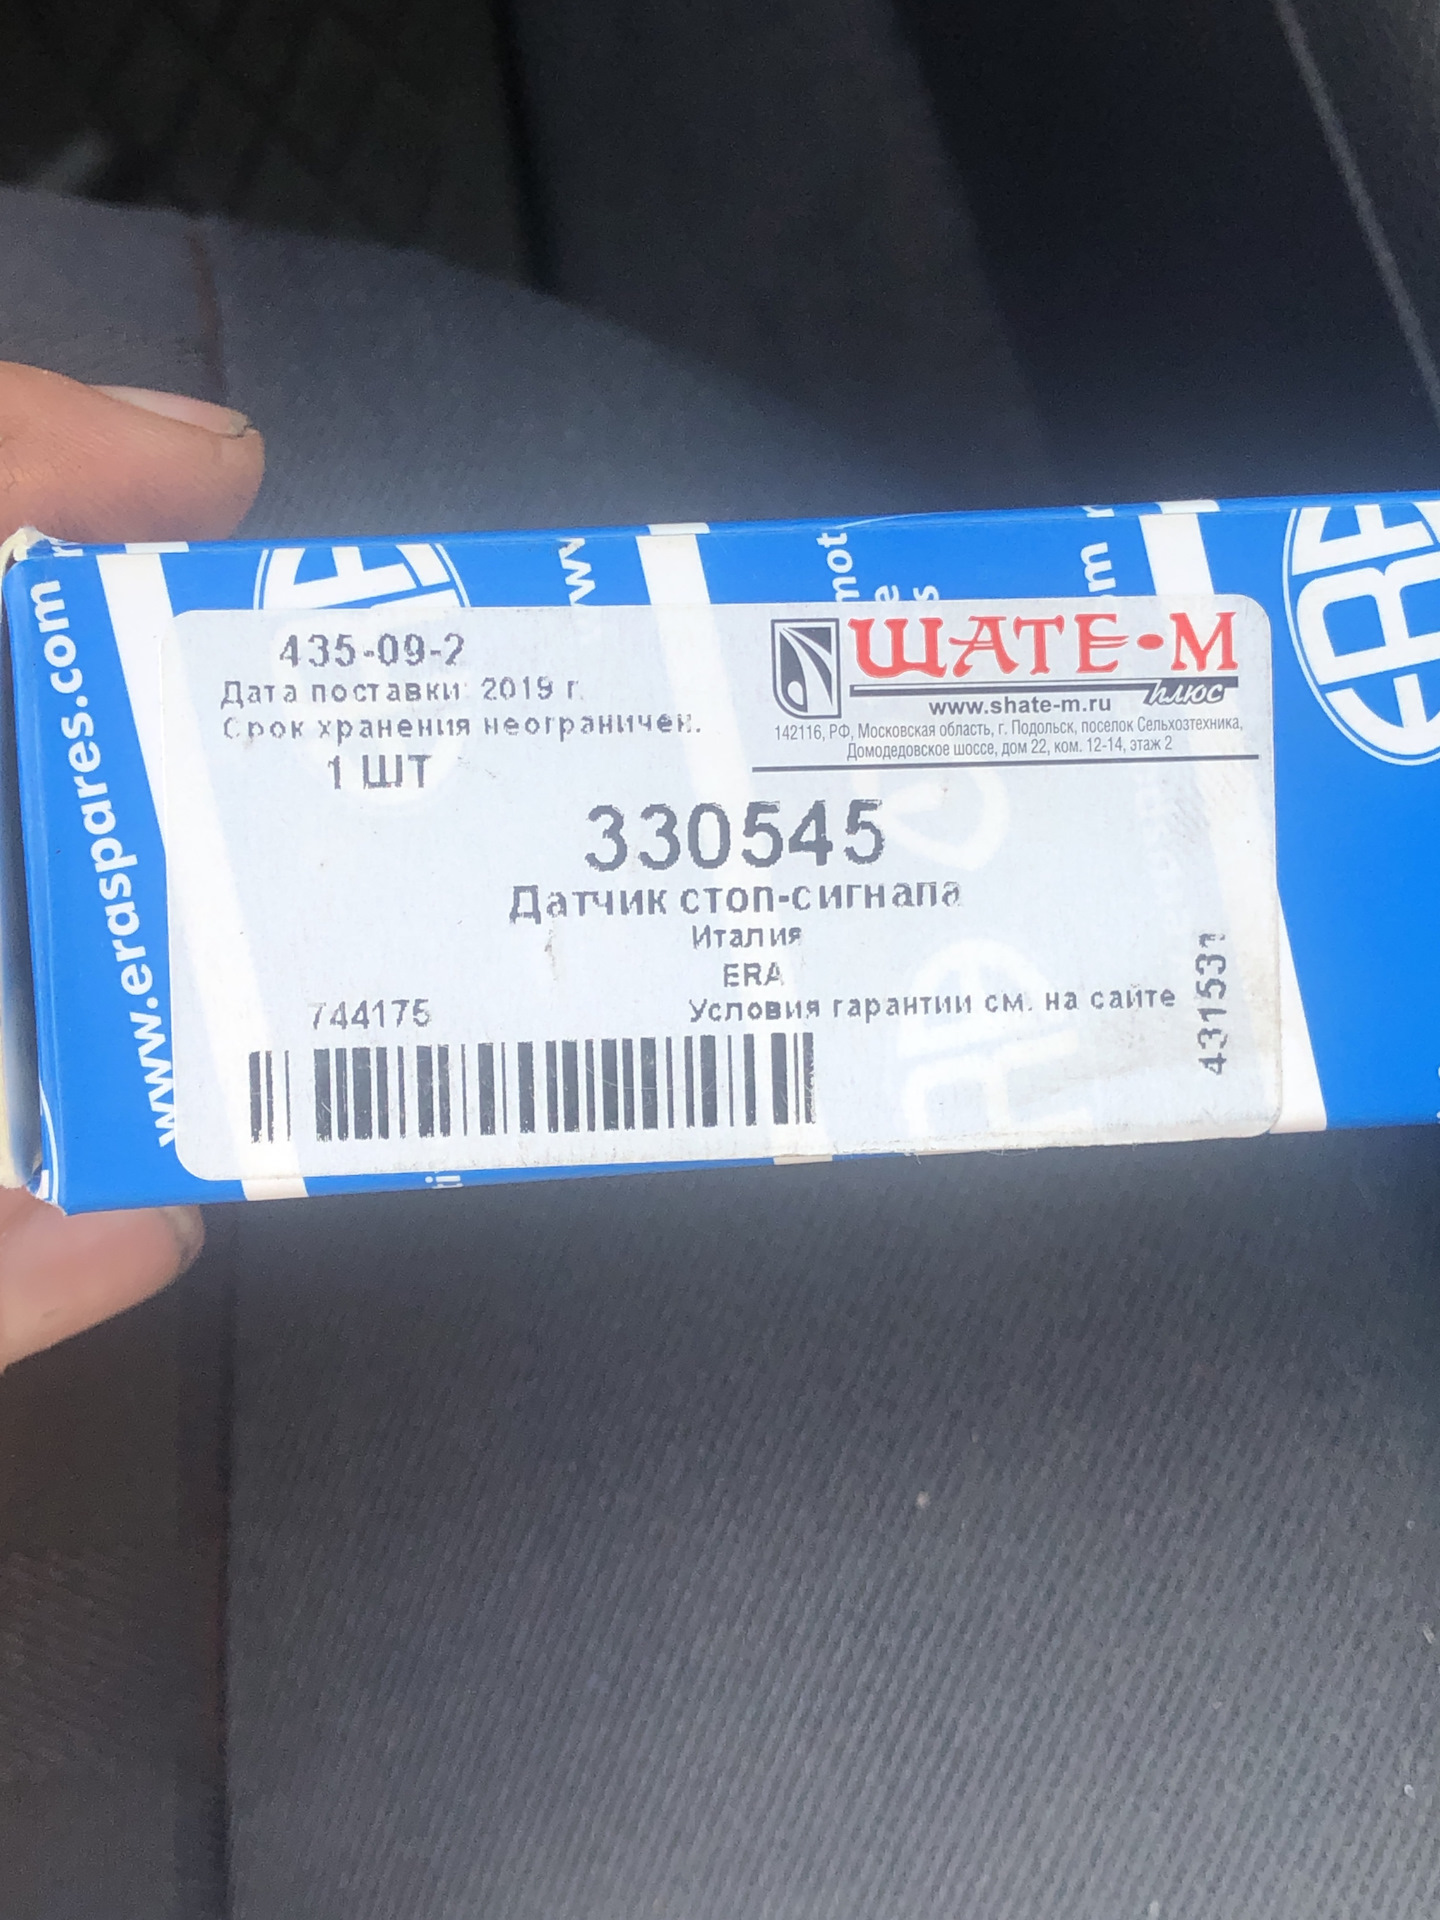 www.eraspares.com
435-09-2
Дата поставки: 2019 г.
Срок хранения неограничен.
1 ШТ
ШАТЕ-М
плюс
www.shate-m.ru
142116, РФ, Московская область, г. Подольск, поселок Сельхозтехника,
Домодедовское шоссе, дом 22, ком. 12-14, этаж 2
330545
Датчик стоп-сигнала
Италия
ERA
Условия гарантии см. на сайте
744175
431531